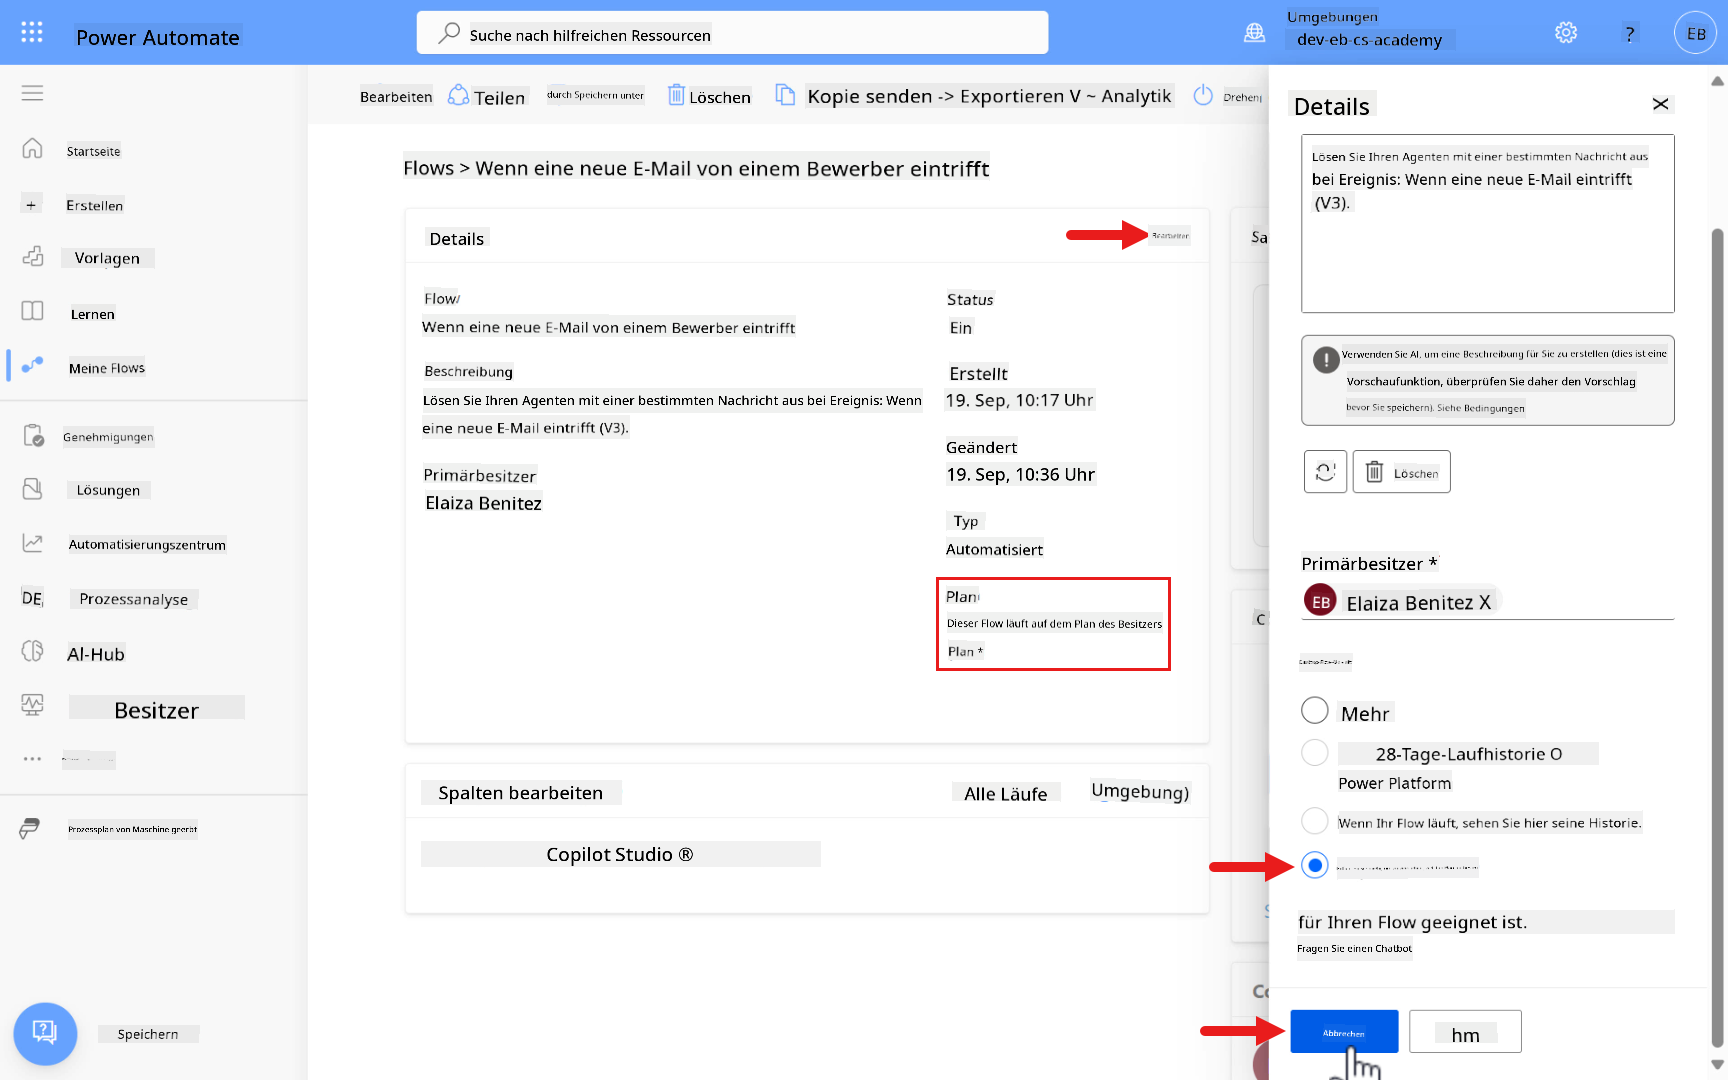 Power Automate
Suche nach hilfreichen Ressourcen
Umgebungen
dev-eb-cs-academy
?
EB
Startseite
+ Erstellen
Vorlagen
Lernen
Meine Flows
Genehmigungen
Lösungen
Automatisierungszentrum
DE
Prozessanalyse
Al-Hub
Besitzer
Prozessplan von Maschine geerbt
Speichern
Bearbeiten
Teilen
durch Speichern unter
Löschen
Kopie senden -> Exportieren V ~ Analytik
Drehen
Flows > Wenn eine neue E-Mail von einem Bewerber eintrifft
Details
Bearbeiten
Flow
Wenn eine neue E-Mail von einem Bewerber eintrifft
Beschreibung
Lösen Sie Ihren Agenten mit einer bestimmten Nachricht aus bei Ereignis: Wenn
eine neue E-Mail eintrifft (V3).
Primärbesitzer
Elaiza Benitez
Status
Ein
Erstellt
19. Sep, 10:17 Uhr
Geändert
19. Sep, 10:36 Uhr
Typ
Automatisiert
Plan
Dieser Flow läuft auf dem Plan des Besitzers
Plan *
Spalten bearbeiten
Alle Läufe
Umgebung)
Copilot Studio ®
Sa
C
Co
Details
Lösen Sie Ihren Agenten mit einer bestimmten Nachricht aus
bei Ereignis: Wenn eine neue E-Mail eintrifft
(V3).
Verwenden Sie AI, um eine Beschreibung für Sie zu erstellen (dies ist eine
Vorschaufunktion, überprüfen Sie daher den Vorschlag
bevor Sie speichern). Siehe Bedingungen
Löschen
Primärbesitzer *
EB Elaiza Benitez X
Mehr
28-Tage-Laufhistorie O
Power Platform
Wenn Ihr Flow läuft, sehen Sie hier seine Historie.
für Ihren Flow geeignet ist.
Fragen Sie einen Chatbot
Abbrechen
hm